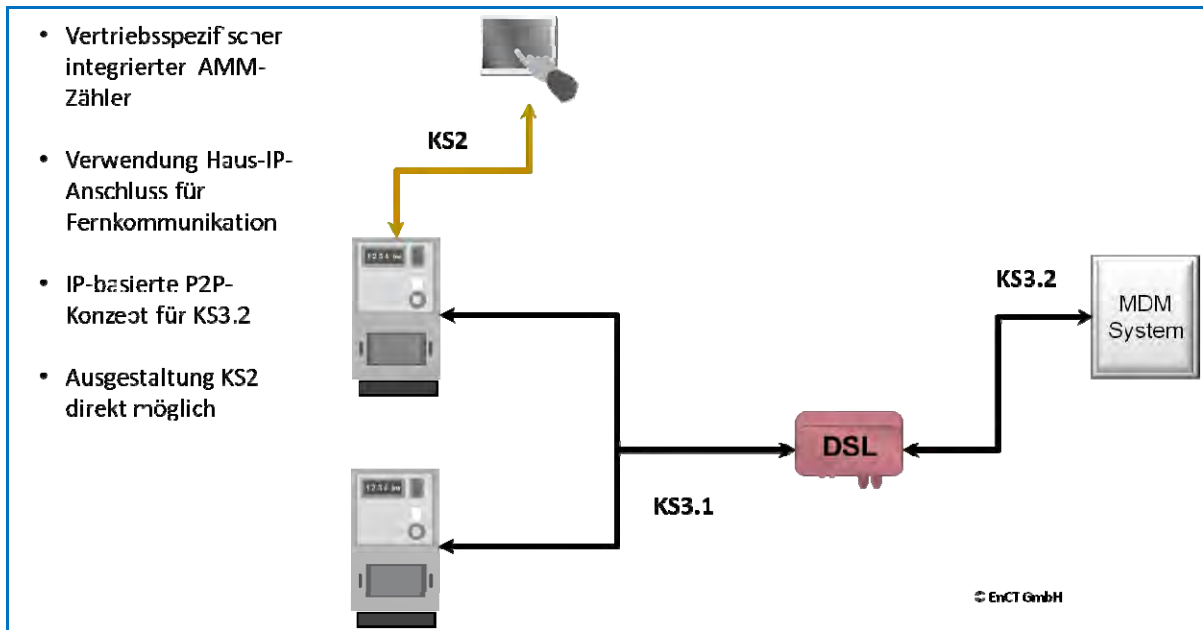 • Vertriebsspezifischer
integrierter AMM-
Zähler
• Verwendung Haus-IP-
Anschluss für
Fernkommunikation
• IP-basierte P2P-
Konzept für KS3.2
• Ausgestaltung KS2
direkt möglich
KS2
KS3.2
MDM
System
DSL
KS3.1
© EnCT GmbH